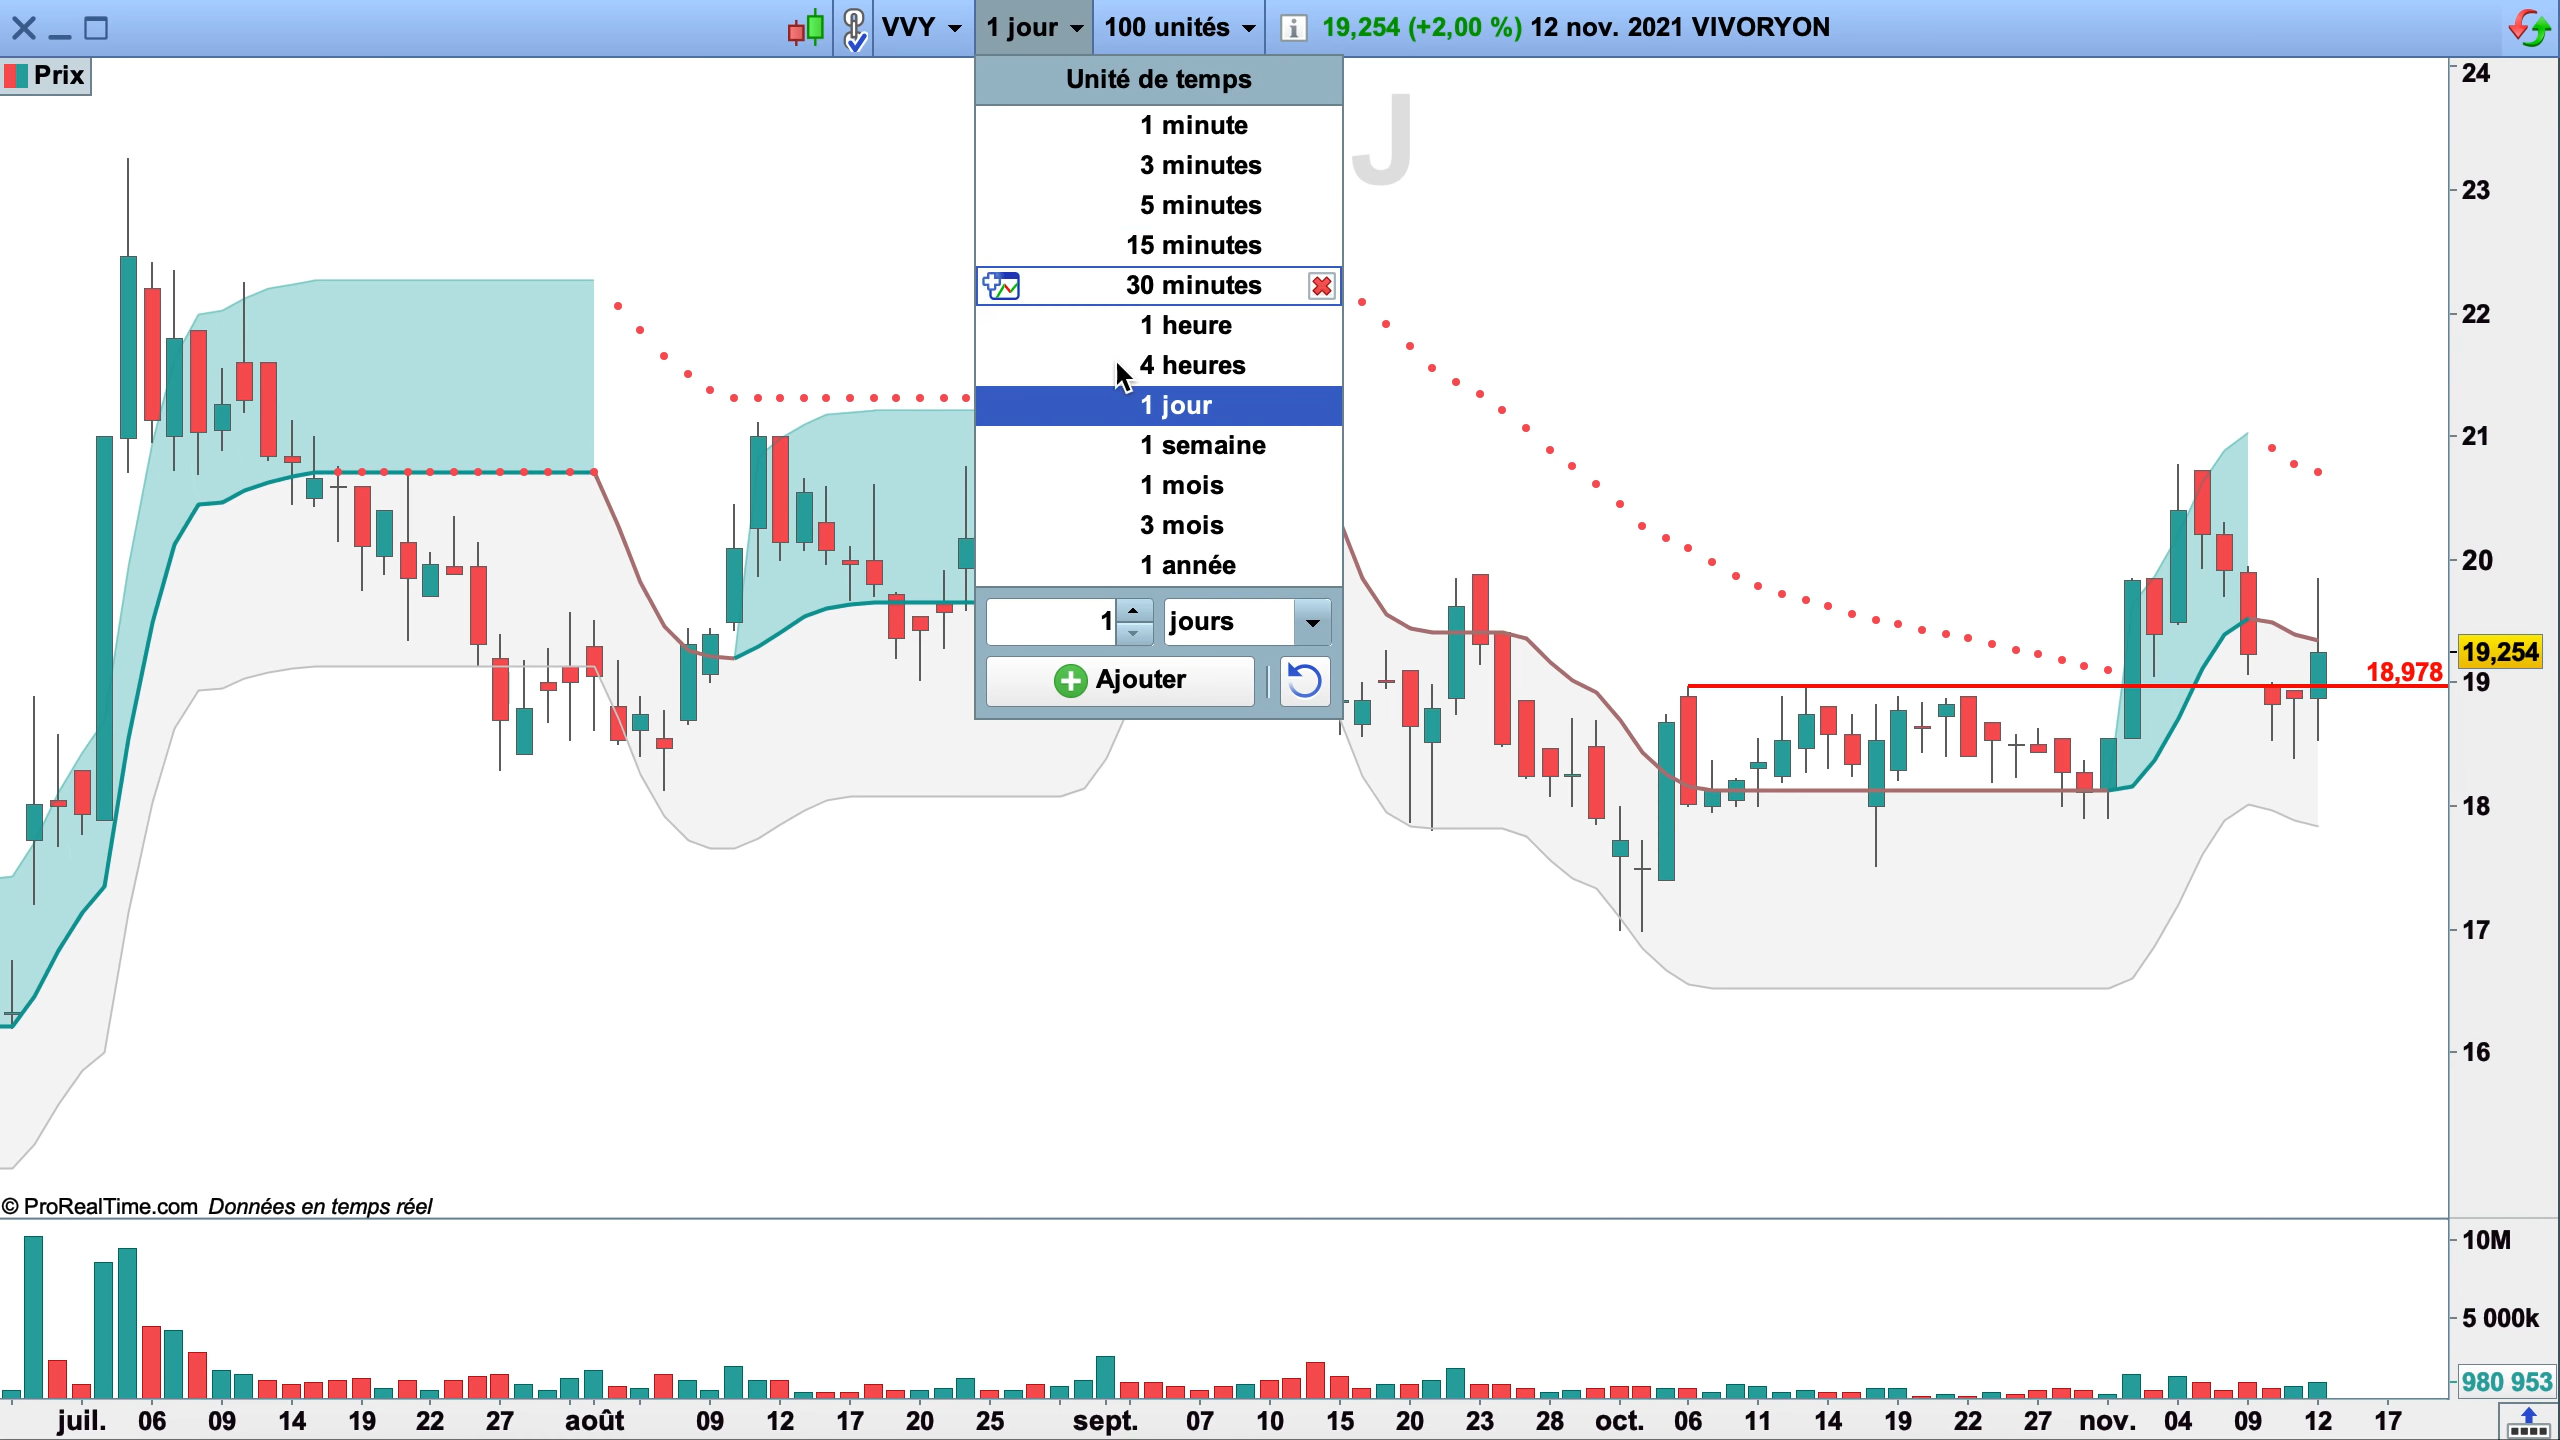 VVY
1 jour
100 unités
19,254 (+2,00 %) 12 nov. 2021 VIVORYON
Prix
J
Unité de temps
1 minute
3 minutes
5 minutes
15 minutes
30 minutes
1 heure
4 heures
1 jour
1 semaine
1 mois
3 mois
1 année
1 jours
Ajouter
24
23
22
21
20
19,254
18,978
19
18
17
16
© ProRealTime.com Données en temps réel
10M
5 000k
980 953
juil. 06 09 14 19 22 27 août 09 12 17 20 25 sept. 07 10 15 20 23 28 oct. 06 11 14 19 22 27 nov. 04 09 12 17